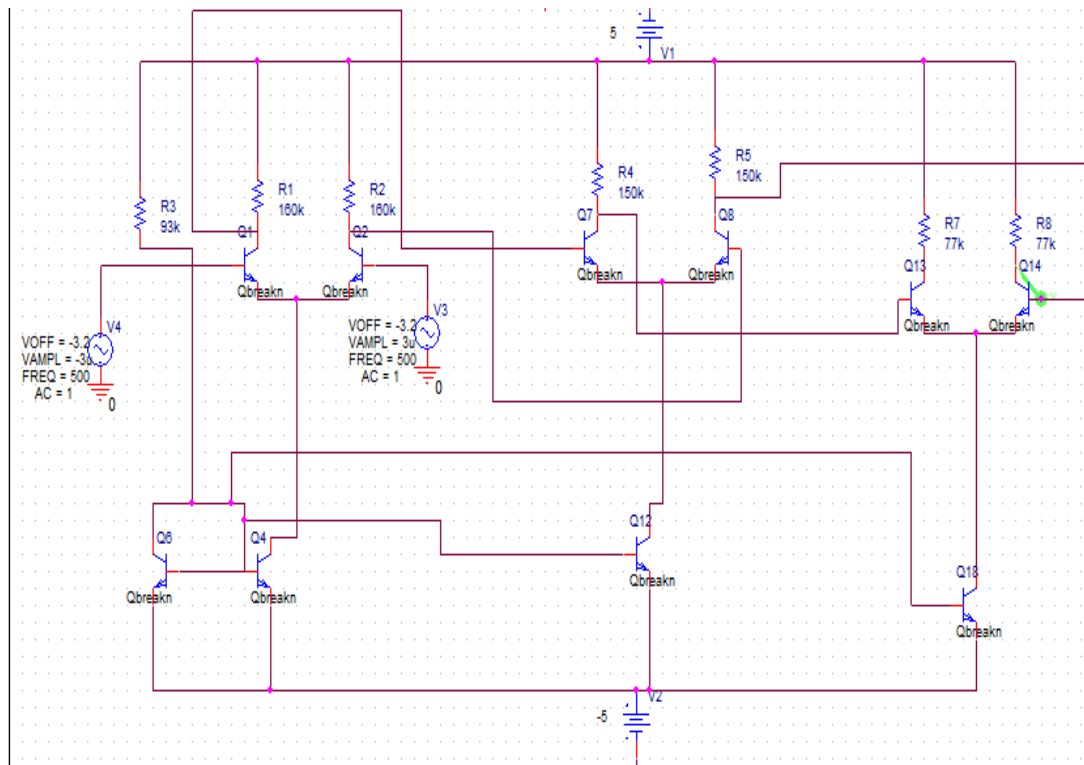 5
V1
R3
93k
R1
160k
R2
160k
R4
150k
R5
150k
R7
77k
R8
77k
Q1
Qbreakn
Q2
Qbreakn
Q7
Qbreakn
Q8
Qbreakn
Q13
Qbreakn
Q14
Qbreakn
V4
VOFF = -3.2
VAMPL = -3u
FREQ = 500
AC = 1
0
V3
VOFF = -3.2
VAMPL = 3u
FREQ = 500
AC = 1
0
Q6
Qbreakn
Q4
Qbreakn
Q12
Qbreakn
Q18
Qbreakn
V2
-5